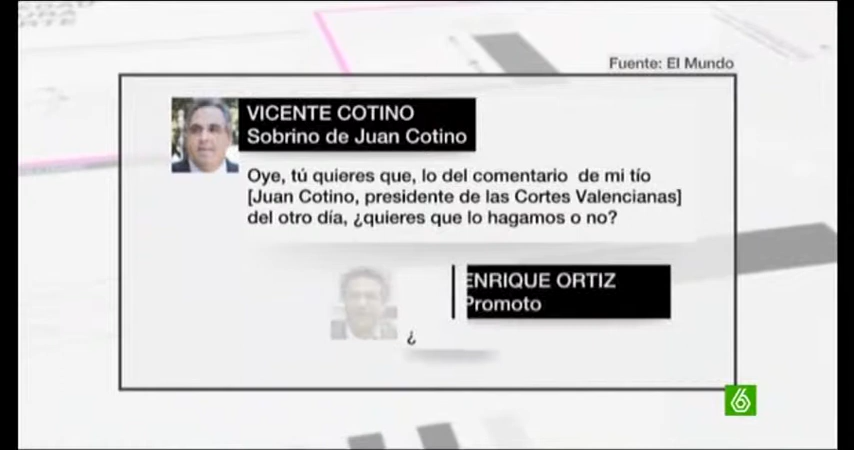 Fuente: El Mundo
VICENTE COTINO
Sobrino de Juan Cotino
Oye, tú quieres que, lo del comentario de mi tío
[Juan Cotino, presidente de las Cortes Valencianas]
del otro día, ¿quieres que lo hagamos o no?
ENRIQUE ORTIZ
Promoto
¿
6